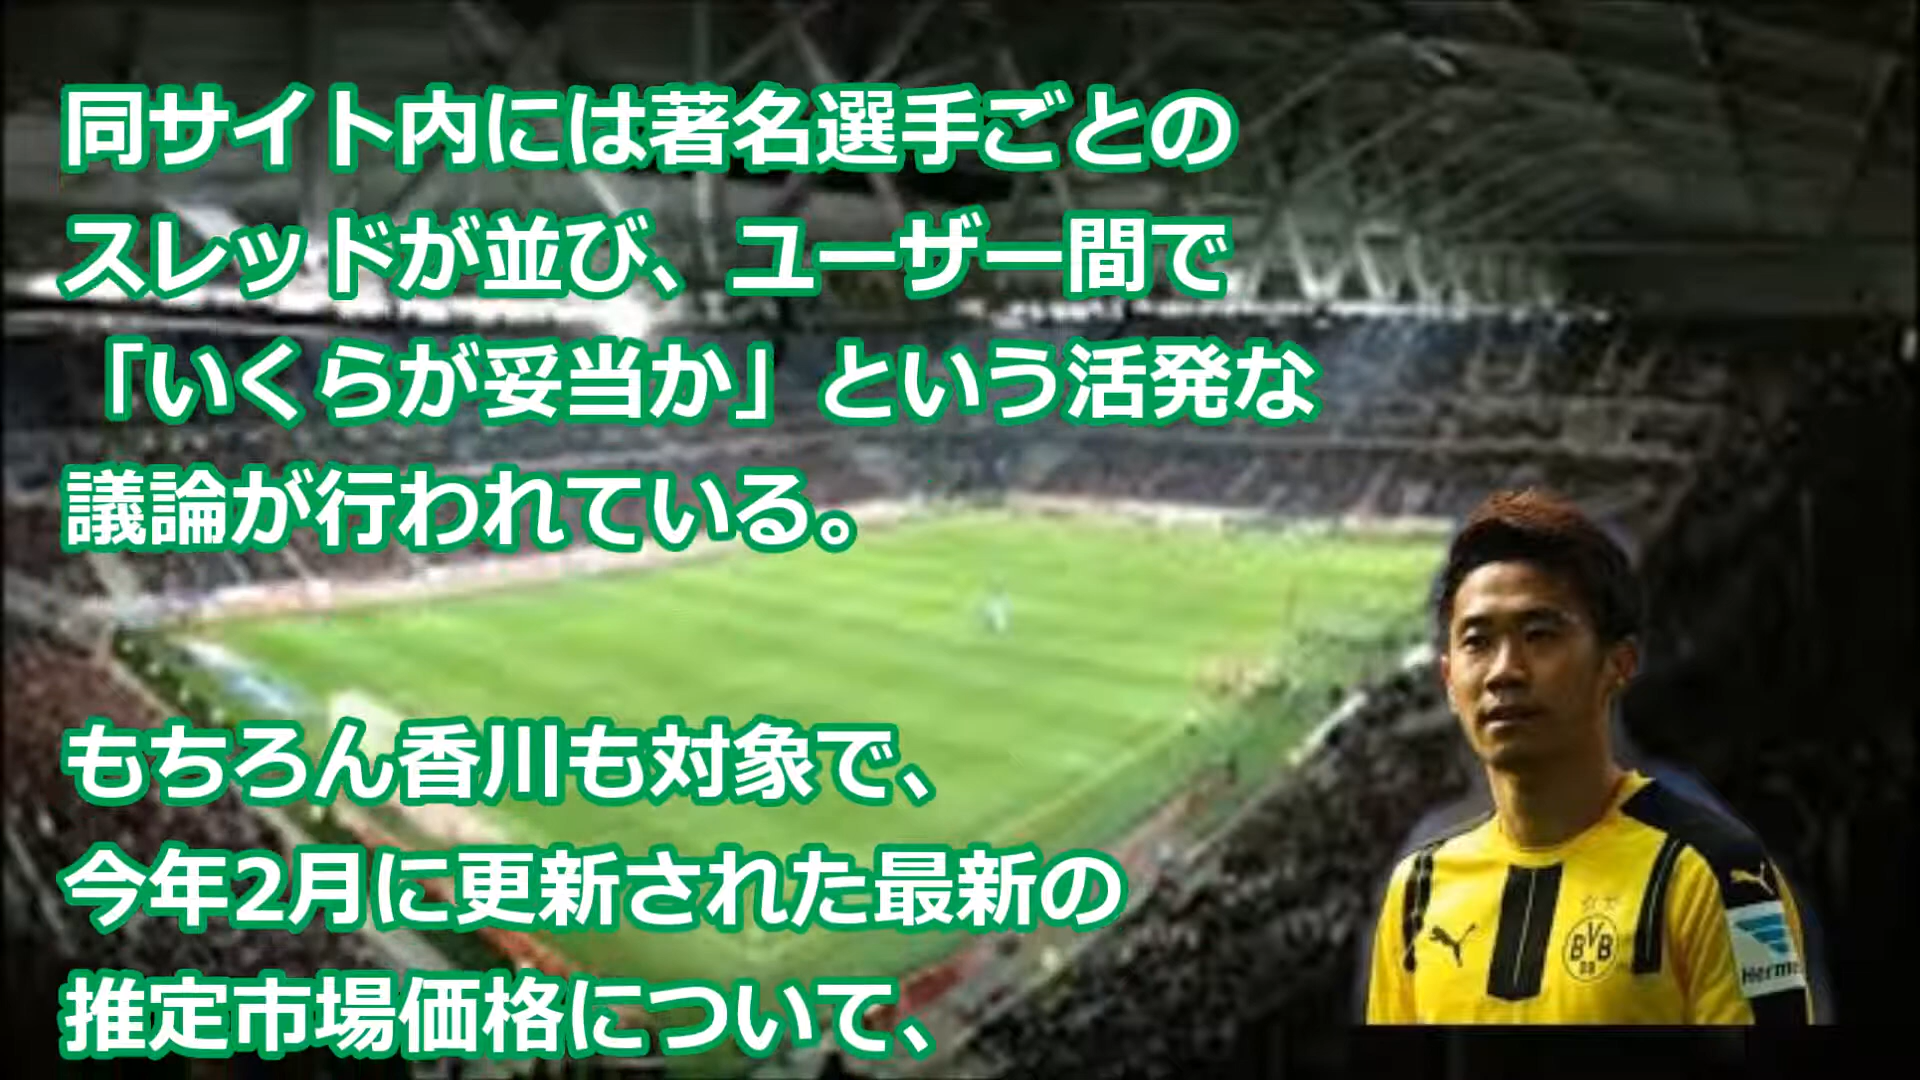 同サイト内には著名選手ごとの
スレッドが並び、ユーザー間で
「いくらが妥当か」という活発な
議論が行われている。
もちろん香川も対象で、
今年2月に更新された最新の
推定市場価格について、
BVB
09